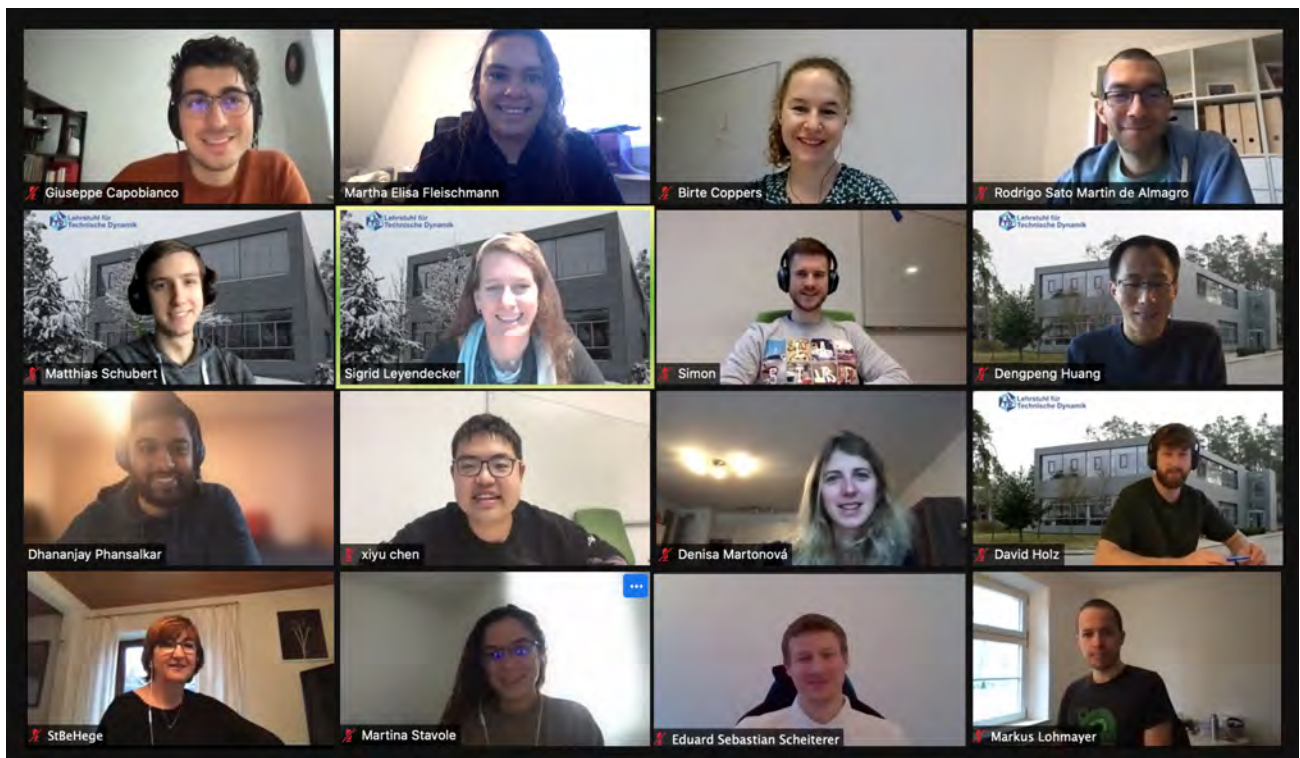 Giuseppe Capobianco
Martha Elisa Fleischmann
Birte Coppers
Rodrigo Sato Martin de Almagro
Lehrstuhl für
Technische Dynamik
Matthias Schubert
Lehrstuhl für
Technische Dynamik
Sigrid Leyendecker
Simon
Lehrstuhl für
Technische Dynamik
Dengpeng Huang
Dhananjay Phansalkar
xiyu chen
Denisa Martonová
Lehrstuhl für
Technische Dynamik
David Holz
StBeHege
Martina Stavole
Eduard Sebastian Scheiterer
Markus Lohmayer